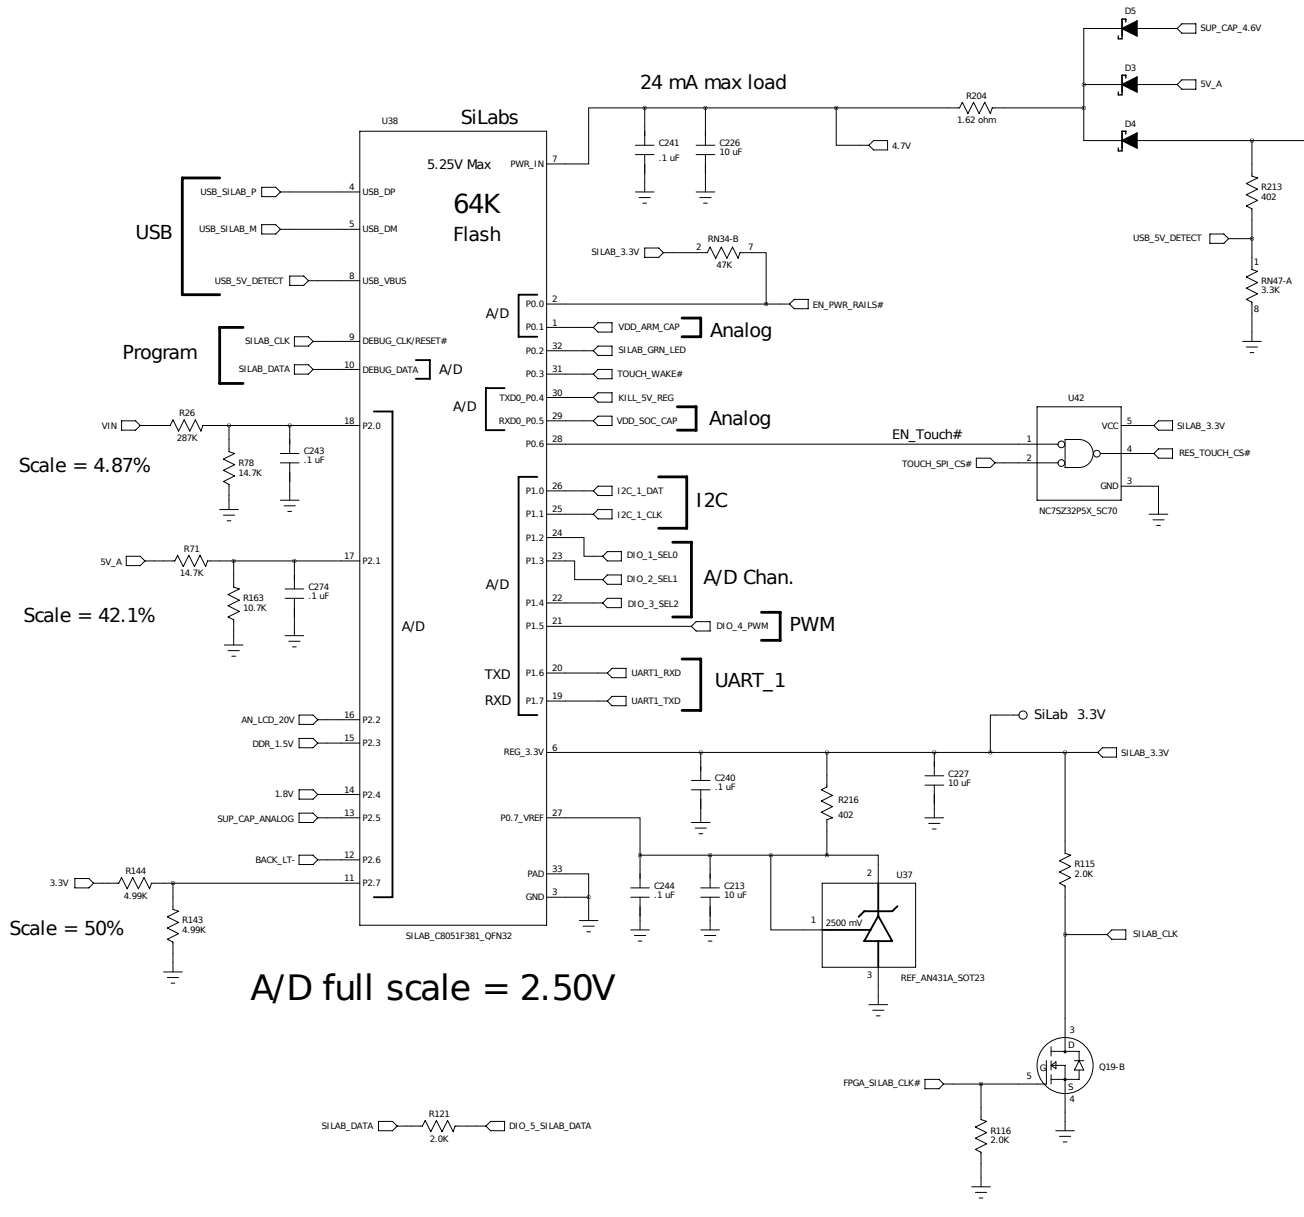 D5
SUP_CAP_4.6V
D3
5V_A
24 mA max load
R204
1.62 ohm
D4
U38
SiLabs
C241
.1 uF
C226
10 uF
4.7V
5.25V Max
PWR_IN
7
64K
Flash
R213
402
USB
USB_SILAB_P
4
USB_DP
USB_SILAB_M
5
USB_DM
USB_5V_DETECT
8
USB_VBUS
SILAB_3.3V
2
RN34-B
7
47K
USB_5V_DETECT
1
RN47-A
3.3K
8
A/D
P0.0
2
EN_PWR_RAILS#
P0.1
1
VDD_ARM_CAP
Analog
Program
SILAB_CLK
9
DEBUG_CLK/RESET#
SILAB_DATA
10
DEBUG_DATA
A/D
P0.2
32
SILAB_GRN_LED
P0.3
31
TOUCH_WAKE#
A/D
TXD0_P0.4
30
KILL_5V_REG
RXD0_P0.5
29
VDD_SOC_CAP
Analog
P0.6
28
EN_Touch#
U42
1
TOUCH_SPI_CS#
2
VCC
5
SILAB_3.3V
4
RES_TOUCH_CS#
GND
3
NC7SZ32P5X_SC70
VIN
R26
287K
18
P2.0
Scale = 4.87%
R78
14.7K
C243
.1 uF
P1.0
26
I2C_1_DAT
P1.1
25
I2C_1_CLK
I2C
P1.2
24
DIO_1_SEL0
P1.3
23
DIO_2_SEL1
P1.4
22
DIO_3_SEL2
A/D Chan.
A/D
P1.5
21
DIO_4_PWM
PWM
5V_A
R71
14.7K
17
P2.1
Scale = 42.1%
R163
10.7K
C274
.1 uF
A/D
TXD
P1.6
20
UART1_RXD
RXD
P1.7
19
UART1_TXD
UART_1
AN_LCD_20V
16
P2.2
DDR_1.5V
15
P2.3
1.8V
14
P2.4
SUP_CAP_ANALOG
13
P2.5
BACK_LT-
12
P2.6
3.3V
R144
4.99K
11
P2.7
Scale = 50%
R143
4.99K
SiLab 3.3V
REG_3.3V
6
SILAB_3.3V
C240
.1 uF
R216
402
C227
10 uF
P0.7_VREF
27
PAD
33
GND
3
C244
.1 uF
C213
10 uF
2
U37
1
2500 mV
3
REF_AN431A_SOT23
R115
2.0K
SILAB_CLK
SILAB_C8051F381_QFN32
A/D full scale = 2.50V
3
D
G
S
Q19-B
5
4
FPGA_SILAB_CLK#
R116
2.0K
SILAB_DATA
R121
2.0K
DIO_5_SILAB_DATA